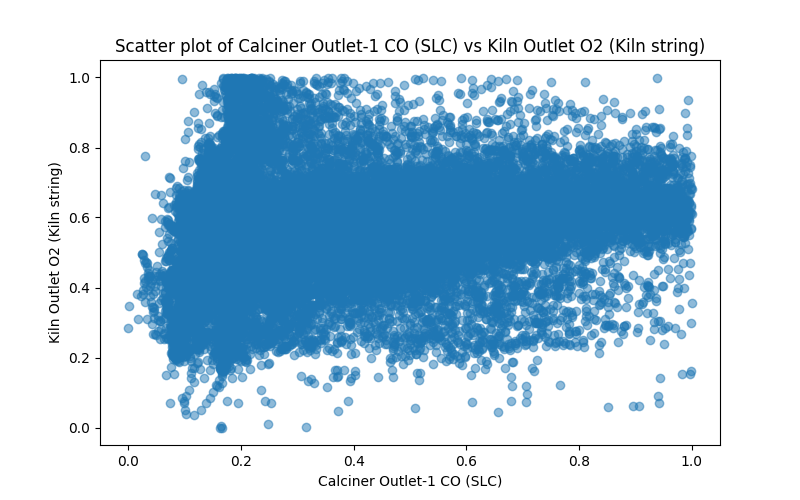 Scatter plot of Calciner Outlet-1 CO (SLC) vs Kiln Outlet O2 (Kiln string)
1.0
0.8
0.6
0.4
0.2
0.0
Kiln Outlet O2 (Kiln string)
0.0 0.2 0.4 0.6 0.8 1.0
Calciner Outlet-1 CO (SLC)